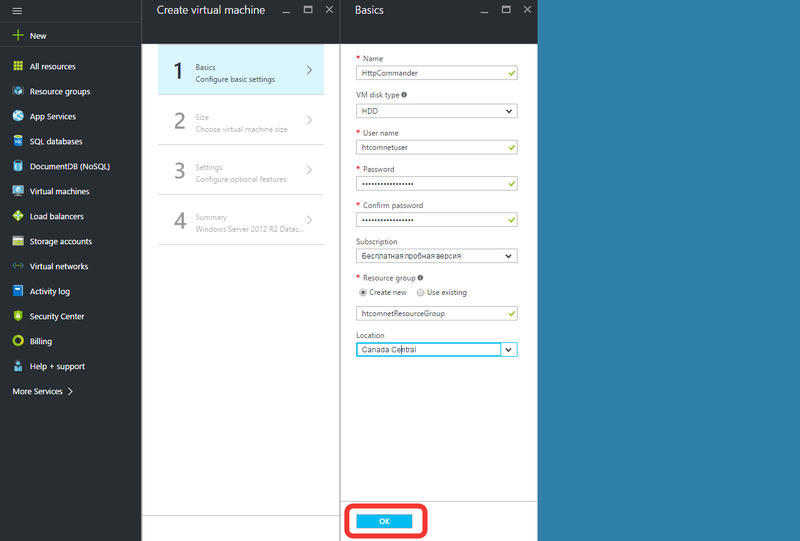 New
All resources
Resource groups
App Services
SQL databases
DocumentDB (NoSQL)
Virtual machines
Load balancers
Storage accounts
Virtual networks
Activity log
Security Center
Billing
Help + support
More Services
Create virtual machine
1
Basics
Configure basic settings
2
Size
Choose virtual machine size
3
Settings
Configure optional features
4
Summary
Windows Server 2012 R2 Datac...
Basics
* Name
HttpCommander
VM disk type
HDD
* User name
htcomnetuser
* Password
•••••••••••••••••
* Confirm password
•••••••••••••••••
Subscription
Бесплатная пробная версия
* Resource group
Create new Use existing
htcomnetResourceGroup
Location
Canada Central
OK